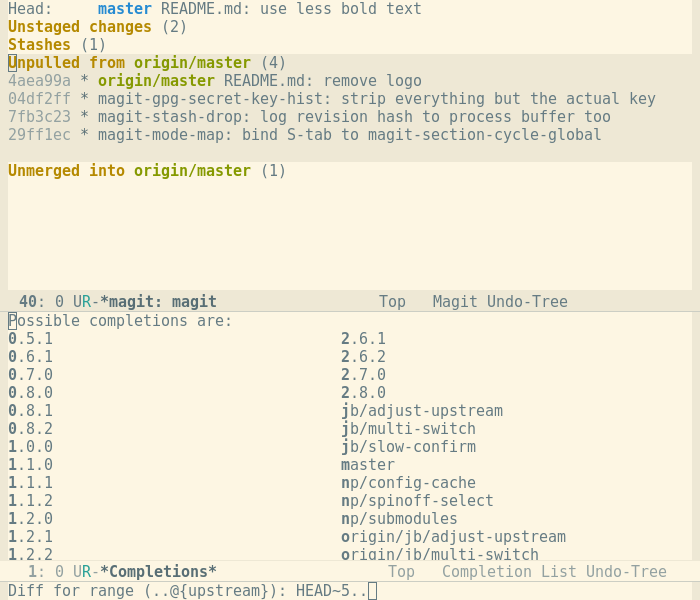 Head:     master README.md: use less bold text
Unstaged changes (2)
Stashes (1)
Unpulled from origin/master (4)
4aea99a * origin/master README.md: remove logo
04df2ff * magit-gpg-secret-key-hist: strip everything but the actual key
7fb3c23 * magit-stash-drop: log revision hash to process buffer too
29ff1ec * magit-mode-map: bind S-tab to magit-section-cycle-global
Unmerged into origin/master (1)
40: 0 UR-*magit: magit                  Top   Magit Undo-Tree
Possible completions are:
0.5.1                                2.6.1
0.6.1                                2.6.2
0.7.0                                2.7.0
0.8.0                                2.8.0
0.8.1                                jb/adjust-upstream
0.8.2                                jb/multi-switch
1.0.0                                jb/slow-confirm
1.1.0                                master
1.1.1                                np/config-cache
1.1.2                                np/spinoff-select
1.2.0                                np/submodules
1.2.1                                origin/jb/adjust-upstream
1.2.2                                origin/jb/multi-switch
1: 0 UR-*Completions*                   Top   Completion List Undo-Tree
Diff for range (..@{upstream}): HEAD~5..